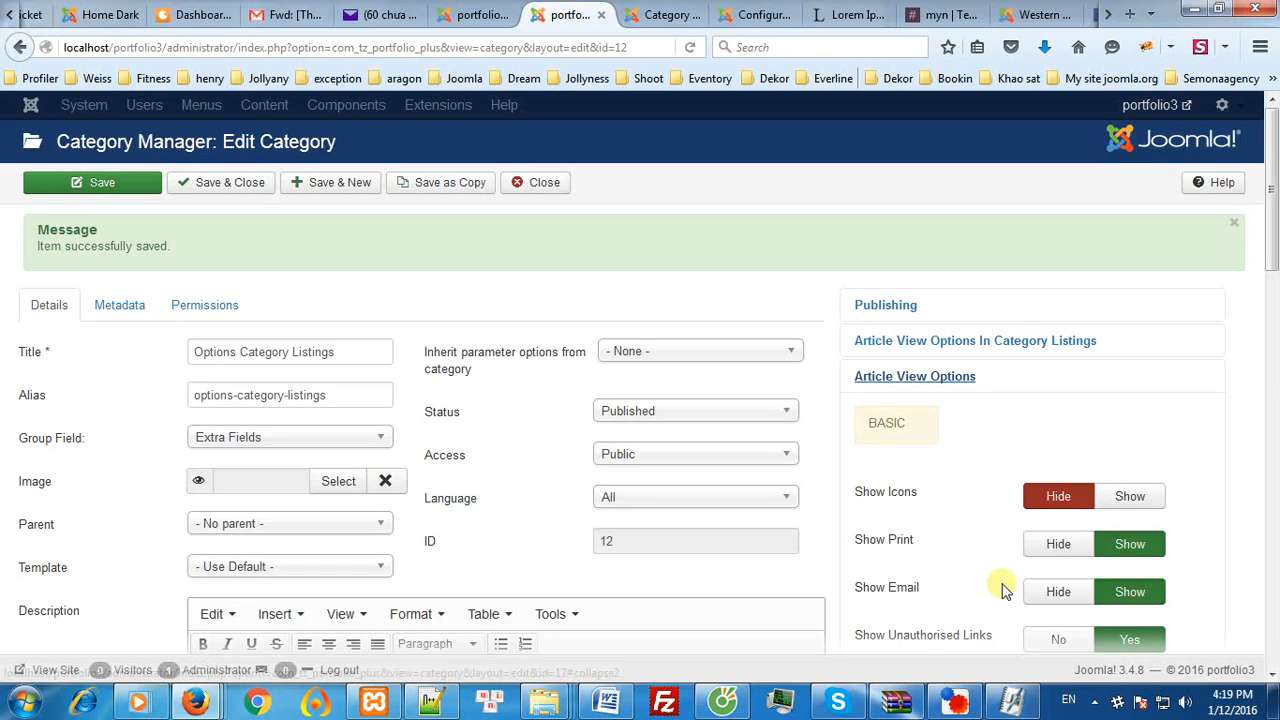 icket
Home Dark
Dashboar...
Fwd: [Th...
(60 chua ...
portfolio...
portfo...
Category ...
Configur...
Lorem Ip...
myn | Te...
Western ...
localhost/portfolio3/administrator/index.php?option=com_tz_portfolio_plus&view=category&layout=edit&id=12
Search
Profiler
Weiss
Fitness
henry
Jollyany
exception
aragon
Joomla
Dream
Jollyness
Shoot
Eventory
Dekor
Everline
Dekor
Bookin
Khao sat
My site joomla.org
Semonaagency
System
Users
Menus
Content
Components
Extensions
Help
portfolio3
Category Manager: Edit Category
Joomla!
Save
Save & Close
Save & New
Save as Copy
Close
Help
Message
Item successfully saved.
Details
Metadata
Permissions
Title *
Options Category Listings
Alias
options-category-listings
Group Field:
Extra Fields
Image
Select
Parent
- No parent -
Template
- Use Default -
Description
Edit
Insert
View
Format
Table
Tools
B I U S
Paragraph
Inherit parameter options from
category
- None -
Status
Published
Access
Public
Language
All
ID
12
Publishing
Article View Options In Category Listings
Article View Options
BASIC
Show Icons
Hide
Show
Show Print
Hide
Show
Show Email
Hide
Show
Show Unauthorised Links
No
Yes
View Site
0
Visitors
1
Administrator
0
Log out
Joomla! 3.4.8 — © 2016 portfolio3
EN
4:19 PM
1/12/2016